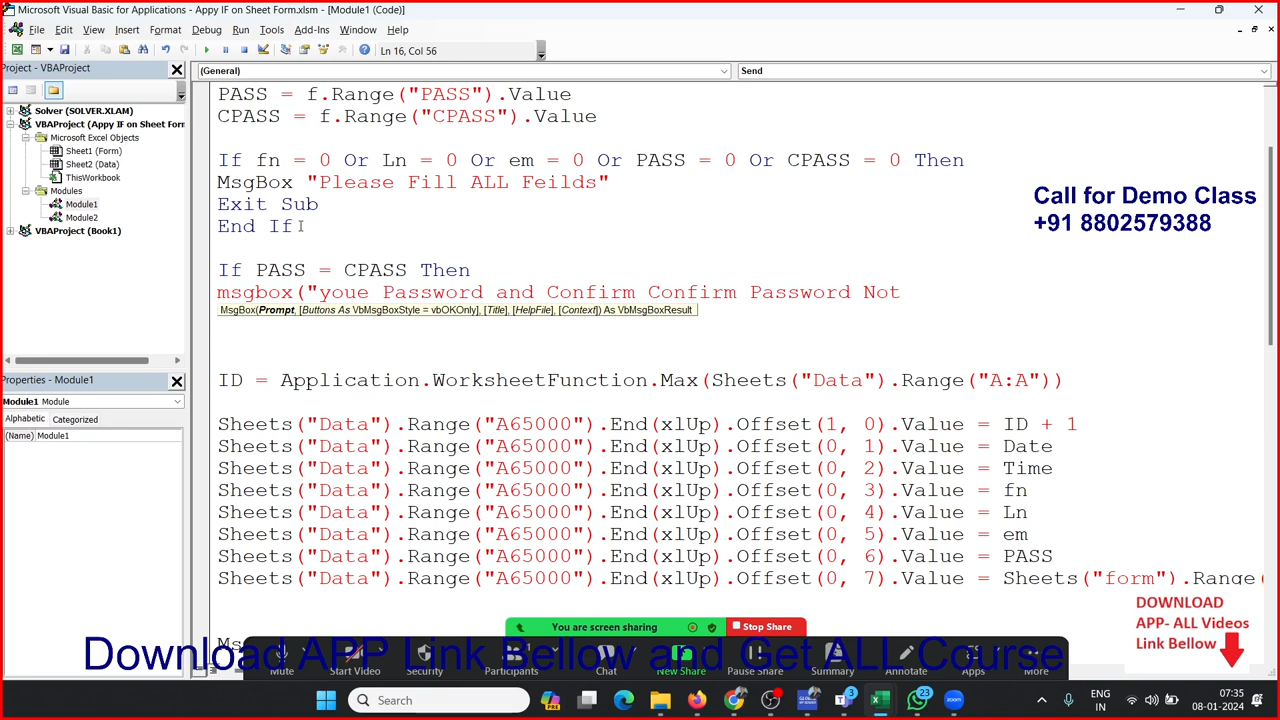 Microsoft Visual Basic for Applications - Appy IF on Sheet Form.xlsm - [Module1 (Code)]
File Edit View Insert Format Debug Run Tools Add-Ins Window Help
Ln 16, Col 56
Project - VBAProject
(General)
Send
Solver (SOLVER.XLAM)
VBAProject (Appy IF on Sheet Form
Microsoft Excel Objects
Sheet1 (Form)
Sheet2 (Data)
ThisWorkbook
Modules
Module1
Module2
VBAProject (Book1)
Properties - Module1
Module1 Module
Alphabetic Categorized
(Name) Module1
PASS = f.Range("PASS").Value
CPASS = f.Range("CPASS").Value
If fn = 0 Or Ln = 0 Or em = 0 Or PASS = 0 Or CPASS = 0 Then
MsgBox "Please Fill ALL Feilds"
Exit Sub
End If
If PASS = CPASS Then
msgbox("youe Password and Confirm Confirm Password Not
MsgBox(Prompt, [Buttons As VbMsgBoxStyle = vbOKOnly], [Title], [HelpFile], [Context]) As VbMsgBoxResult
ID = Application.WorksheetFunction.Max(Sheets("Data").Range("A:A"))
Sheets("Data").Range("A65000").End(xlUp).Offset(1, 0).Value = ID + 1
Sheets("Data").Range("A65000").End(xlUp).Offset(0, 1).Value = Date
Sheets("Data").Range("A65000").End(xlUp).Offset(0, 2).Value = Time
Sheets("Data").Range("A65000").End(xlUp).Offset(0, 3).Value = fn
Sheets("Data").Range("A65000").End(xlUp).Offset(0, 4).Value = Ln
Sheets("Data").Range("A65000").End(xlUp).Offset(0, 5).Value = em
Sheets("Data").Range("A65000").End(xlUp).Offset(0, 6).Value = PASS
Sheets("Data").Range("A65000").End(xlUp).Offset(0, 7).Value = Sheets("form").Range(
Call for Demo Class
+91 8802579388
DOWNLOAD
APP- ALL Videos
Link Bellow
You are screen sharing
Stop Share
Download APP Link Bellow and Get ALL Course
Mute Start Video Security Participants Chat New Share Pause Share Summary Annotate Apps More
Search
3
23
ENG
IN
07:35
08-01-2024